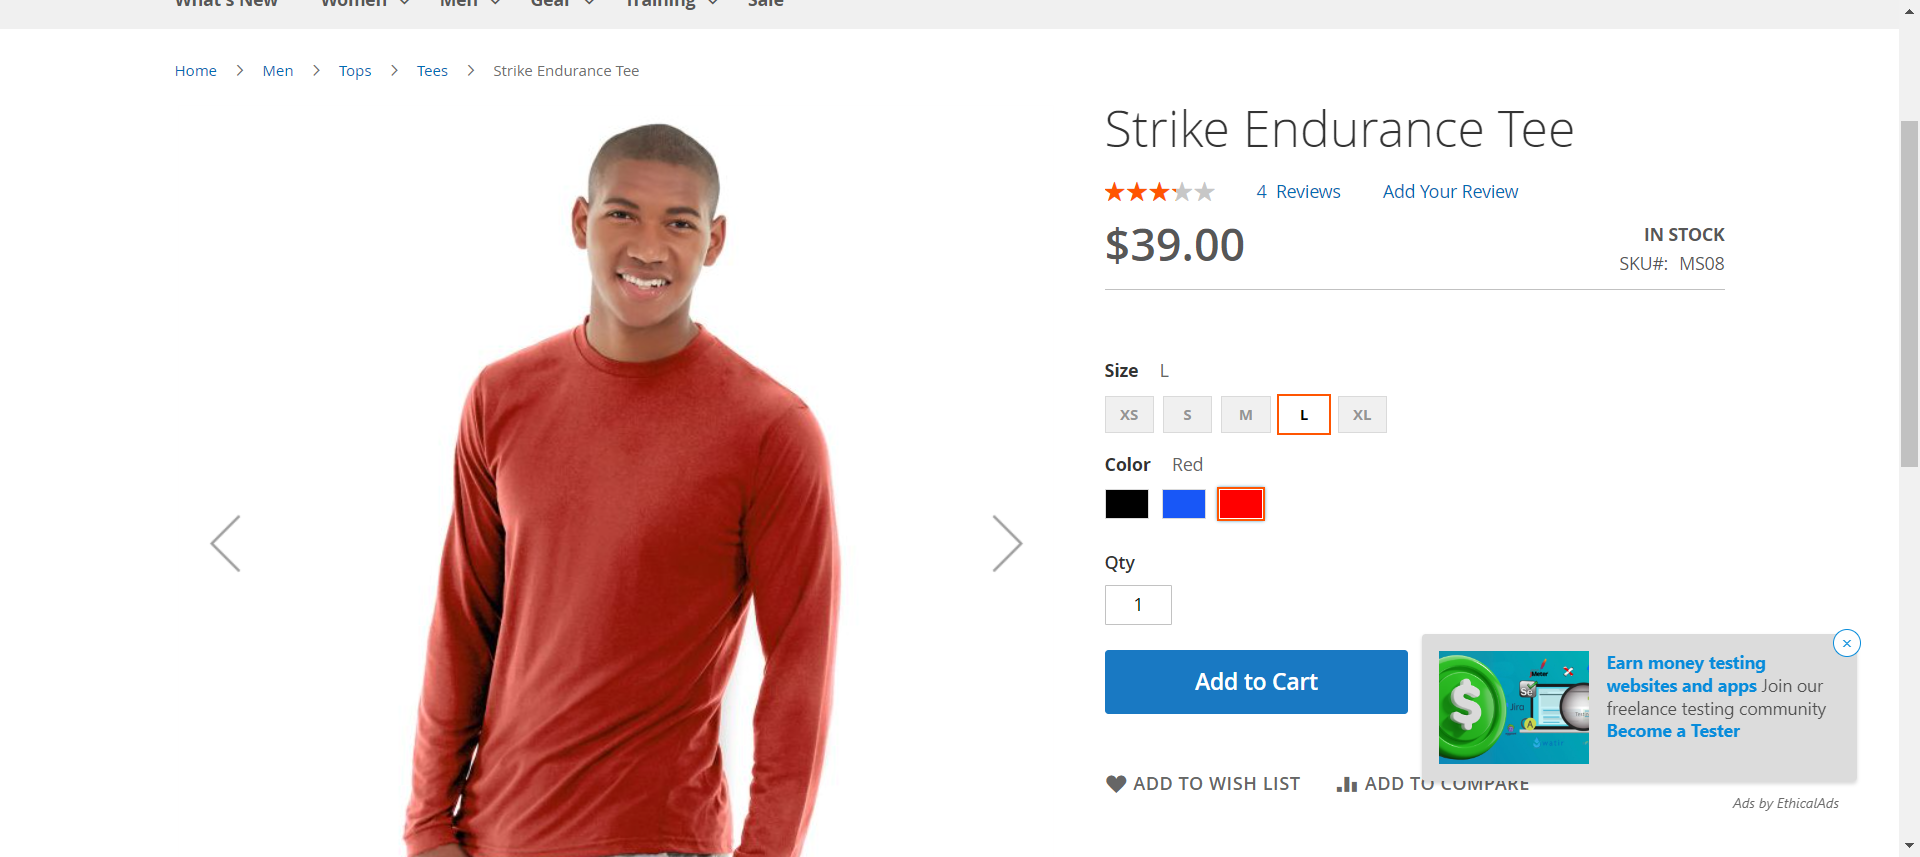 What's New Women Men Gear Training Sale
Home Men Tops Tees Strike Endurance Tee
Strike Endurance Tee
4 Reviews Add Your Review
$39.00
IN STOCK
SKU#: MS08
Size L
XS S M L XL
Color Red
Qty
1
Add to Cart
Earn money testing
websites and apps Join our
freelance testing community
Become a Tester
ADD TO WISH LIST ADD TO COMPARE
Ads by EthicalAds